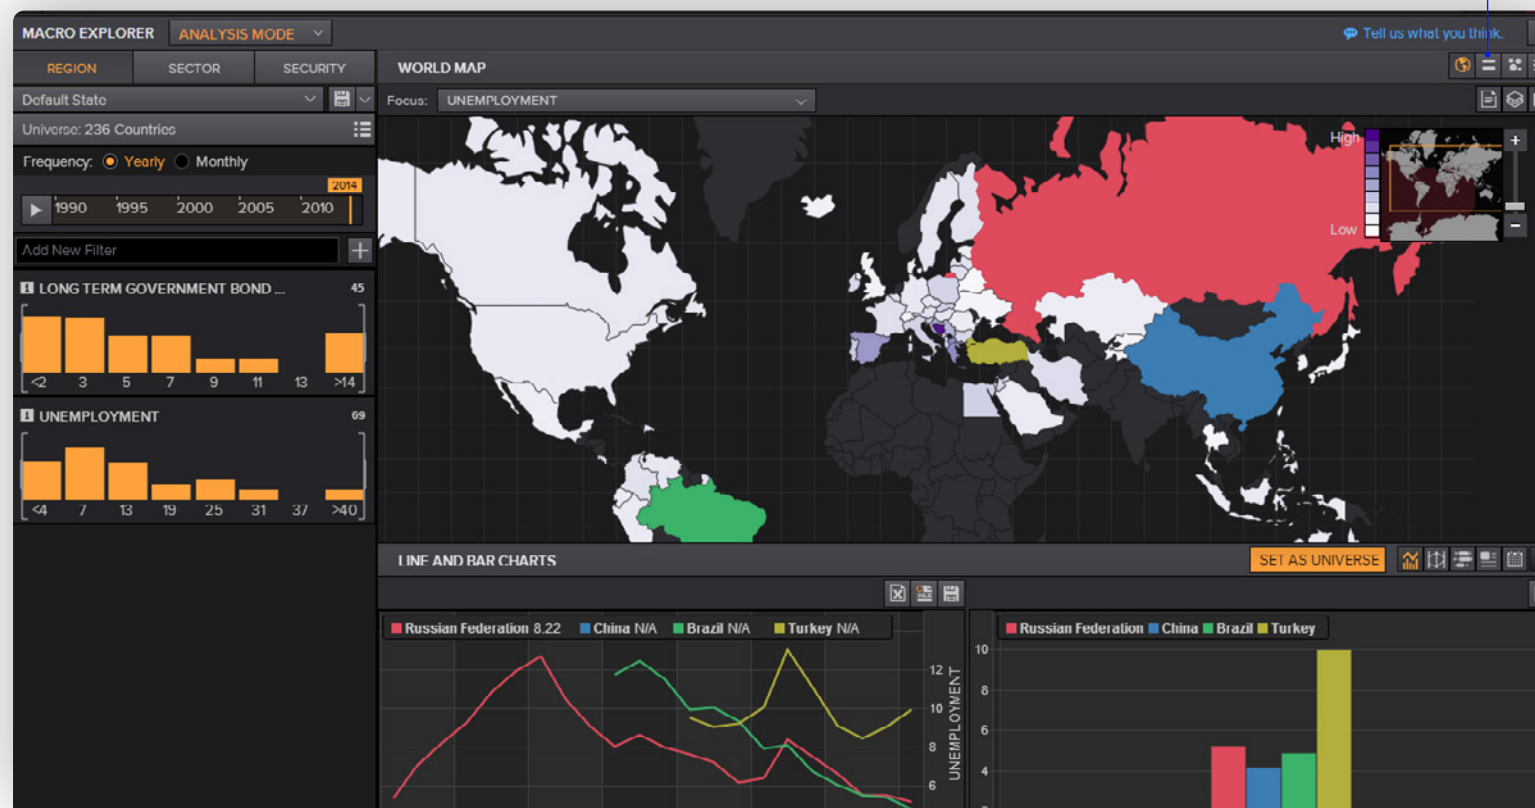 MACRO EXPLORER ANALYSIS MODE
Tell us what you think.
REGION SECTOR SECURITY
WORLD MAP
Default State
Focus: UNEMPLOYMENT
Universe: 236 Countries
Frequency: Yearly Monthly
2014
1990 1995 2000 2005 2010
Add New Filter
LONG TERM GOVERNMENT BOND ... 45
<2 3 5 7 9 11 13 >14
UNEMPLOYMENT 69
<4 7 13 19 25 31 37 >40
High
Low
LINE AND BAR CHARTS
SET AS UNIVERSE
Russian Federation 8.22 China N/A Brazil N/A Turkey N/A
12
10
8
6
UNEMPLOYMENT
Russian Federation China Brazil Turkey
10
8
6
4